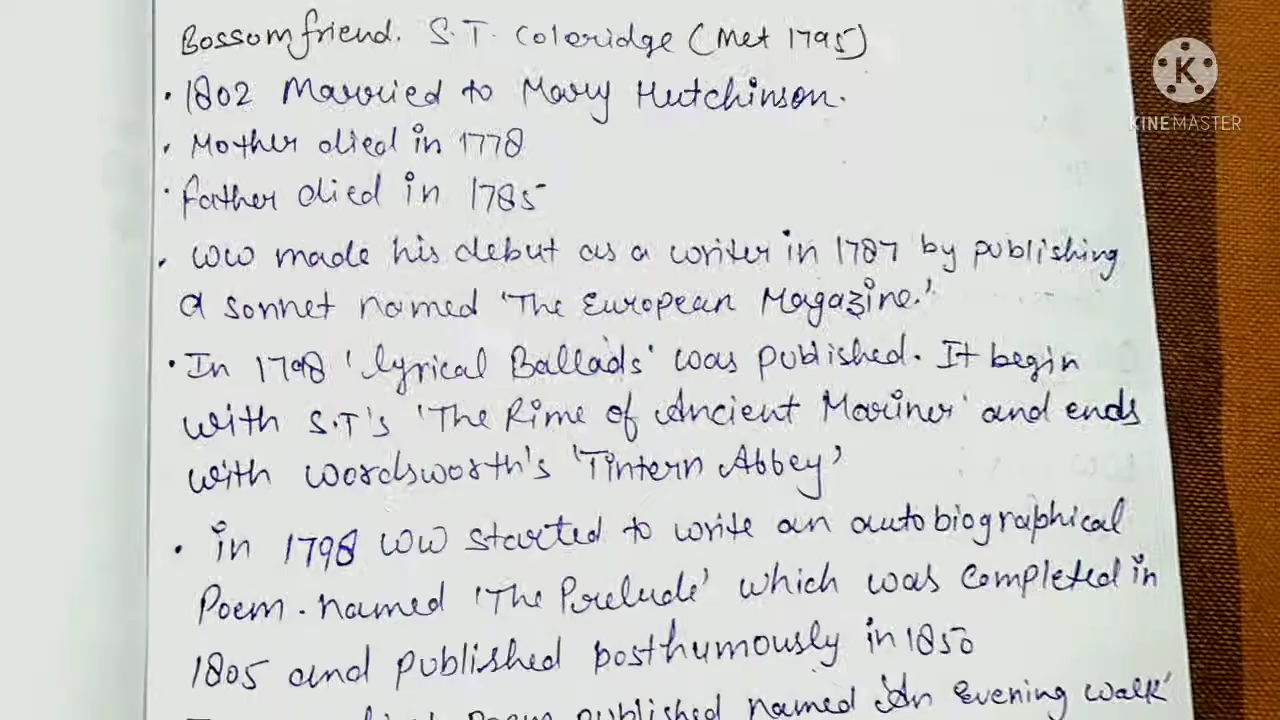 Bossom friend. S.T. Coleridge (Met 1795)
K
KINEMASTER
· 1802 Married to Mary Hutchinson.
· Mother died in 1778
· father died in 1785
· WW made his debut as a writer in 1787 by publishing
a sonnet named 'The European Magazine.'
· In 1798 'Lyrical Ballads' was published. It begin
with S.T's 'The Rime of Ancient Mariner' and ends
with Wordsworth's 'Tintern Abbey'
· in 1798 WW started to write an autobiographical
Poem. named 'The Prelude' which was completed in
1805 and published posthumously in 1850
Poem published named 'An Evening Walk'